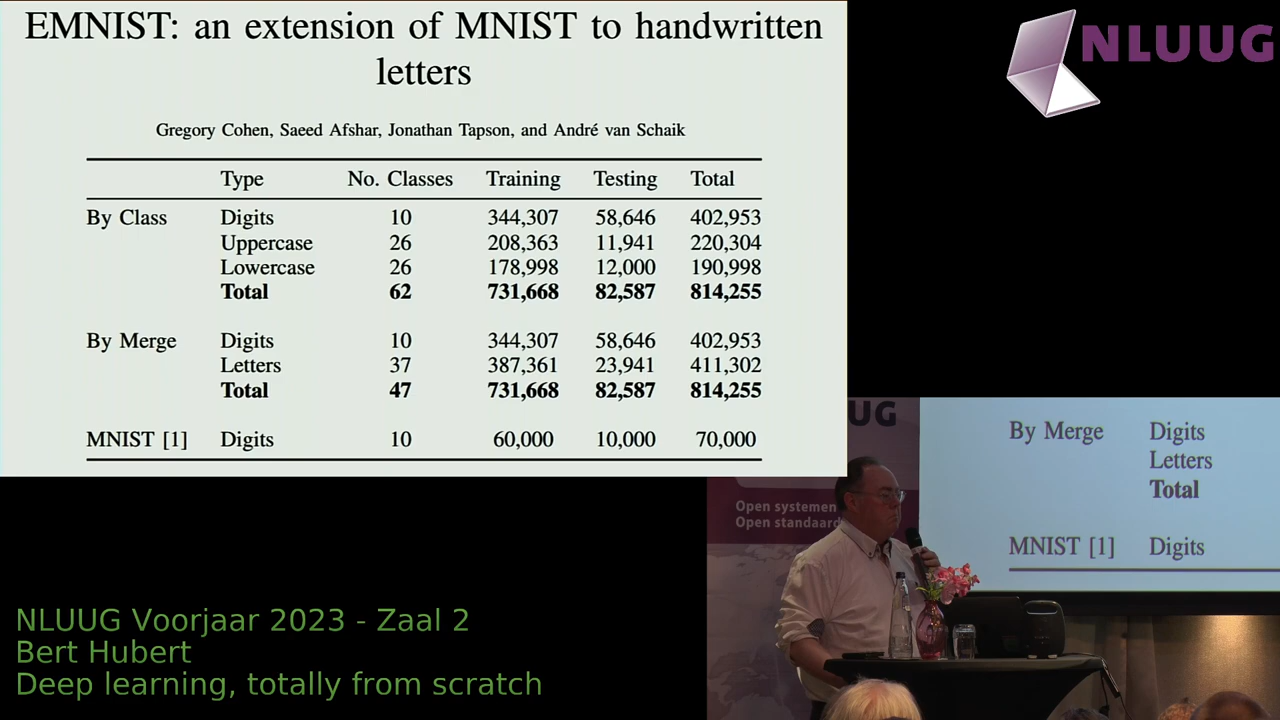 EMNIST: an extension of MNIST to handwritten
letters
Gregory Cohen, Saeed Afshar, Jonathan Tapson, and André van Schaik
Type No. Classes Training Testing Total
By Class Digits 10 344,307 58,646 402,953
Uppercase 26 208,363 11,941 220,304
Lowercase 26 178,998 12,000 190,998
Total 62 731,668 82,587 814,255
By Merge Digits 10 344,307 58,646 402,953
Letters 37 387,361 23,941 411,302
Total 47 731,668 82,587 814,255
MNIST [1] Digits 10 60,000 10,000 70,000
NLUUG
UG
Open systemen
Open standaard
By Merge Digits
Letters
Total
MNIST [1] Digits
NLUUG Voorjaar 2023 - Zaal 2
Bert Hubert
Deep learning, totally from scratch